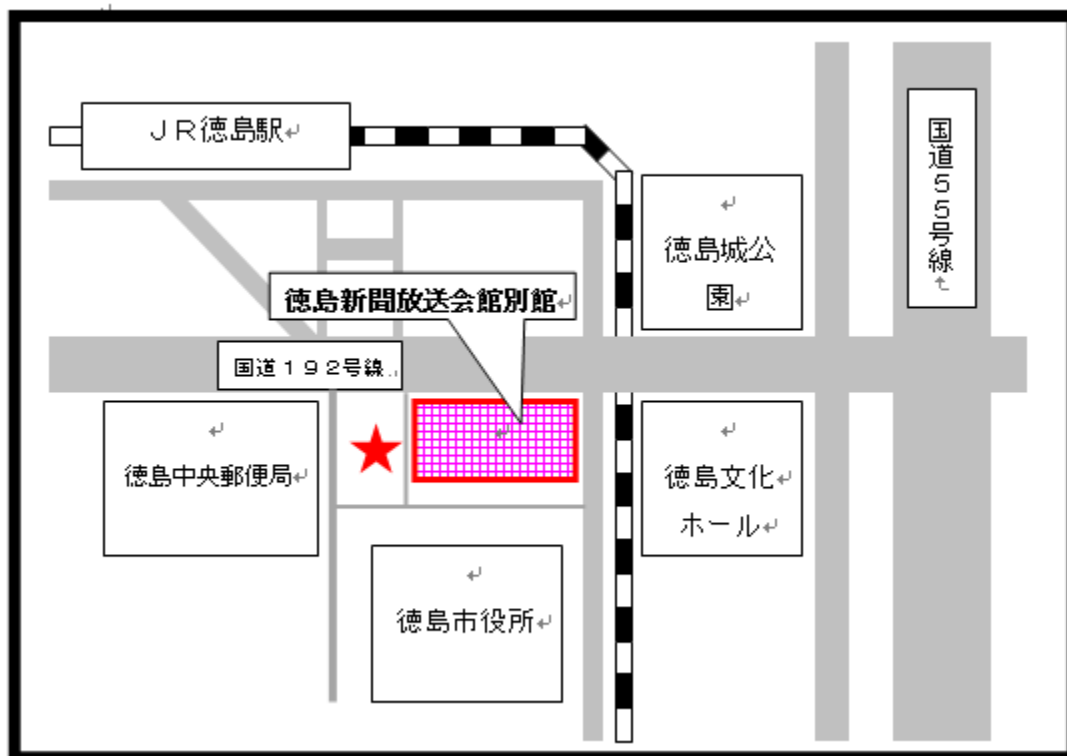 ＪＲ徳島駅
国道５５号線
徳島城公
園
徳島新聞放送会館別館
国道１９２号線
徳島中央郵便局
徳島文化
ホール
徳島市役所